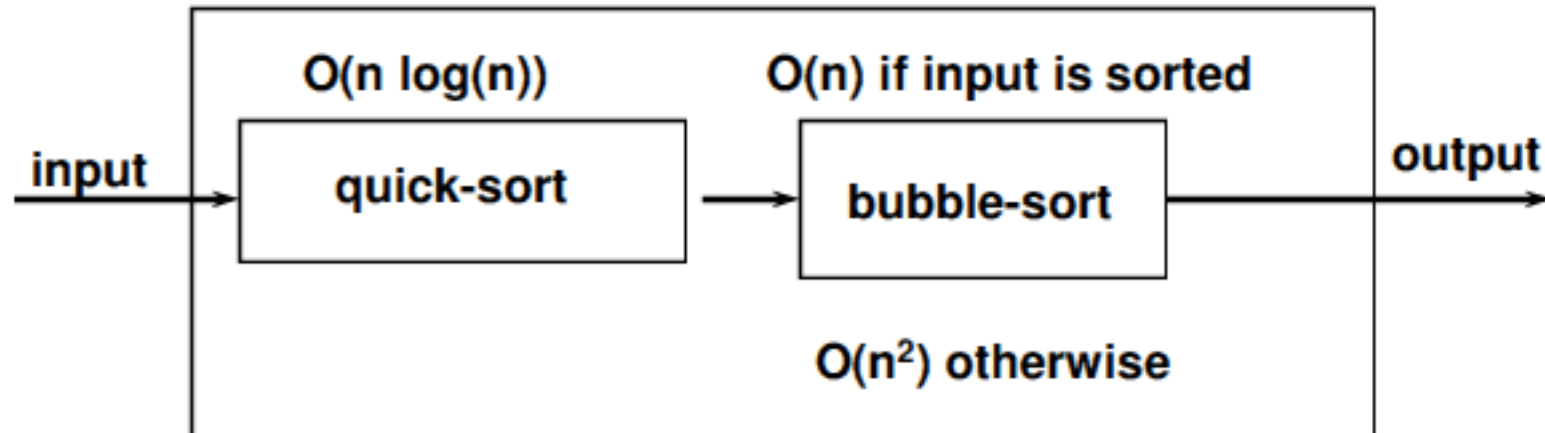 O(n log(n))
O(n) if input is sorted
input
quick-sort
bubble-sort
output
O(n²) otherwise